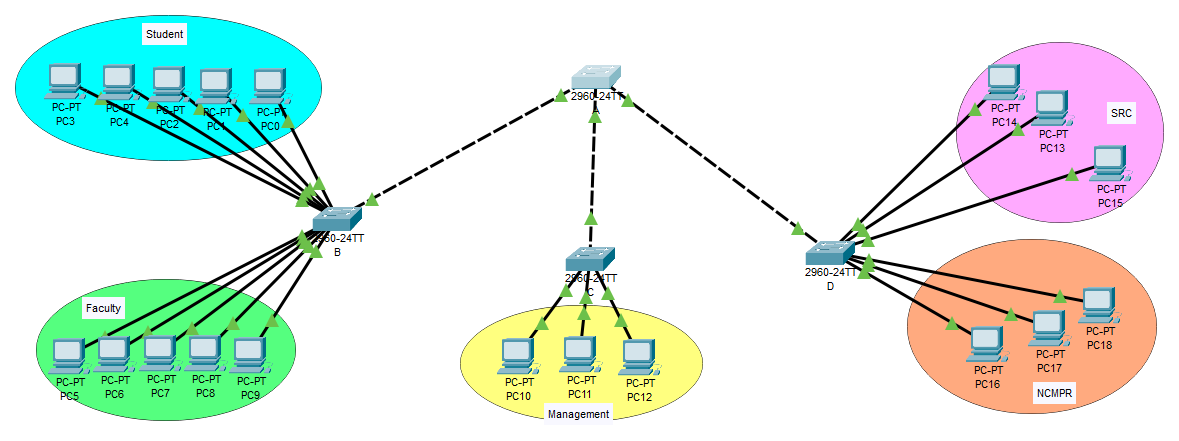 Student
PC-PT
PC3
PC-PT
PC4
PC-PT
PC2
PC-PT
PC1
PC-PT
PC0
2960-24TT
A
PC-PT
PC14
PC-PT
PC13
SRC
PC-PT
PC15
2960-24TT
B
2960-24TT
C
2960-24TT
D
Faculty
PC-PT
PC5
PC-PT
PC6
PC-PT
PC7
PC-PT
PC8
PC-PT
PC9
PC-PT
PC10
PC-PT
PC11
PC-PT
PC12
Management
PC-PT
PC16
PC-PT
PC17
PC-PT
PC18
NCMPR